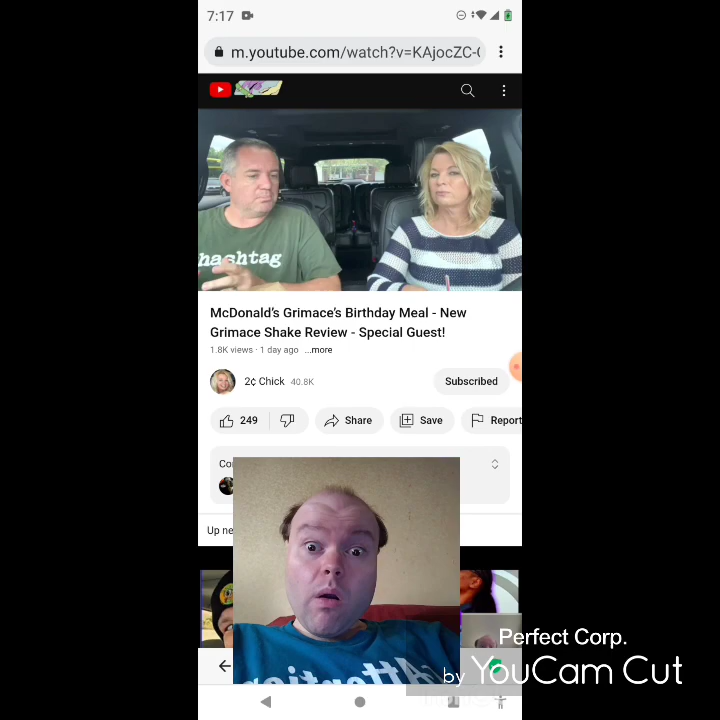 7:17
m.youtube.com/watch?v=KAjocZC-
hashtag
McDonald's Grimace's Birthday Meal - New
Grimace Shake Review - Special Guest!
1.8K views · 1 day ago ...more
2¢ Chick 40.8K
Subscribed
249
Share
Save
Report
Up ne
Perfect Corp.
by YouCam Cut